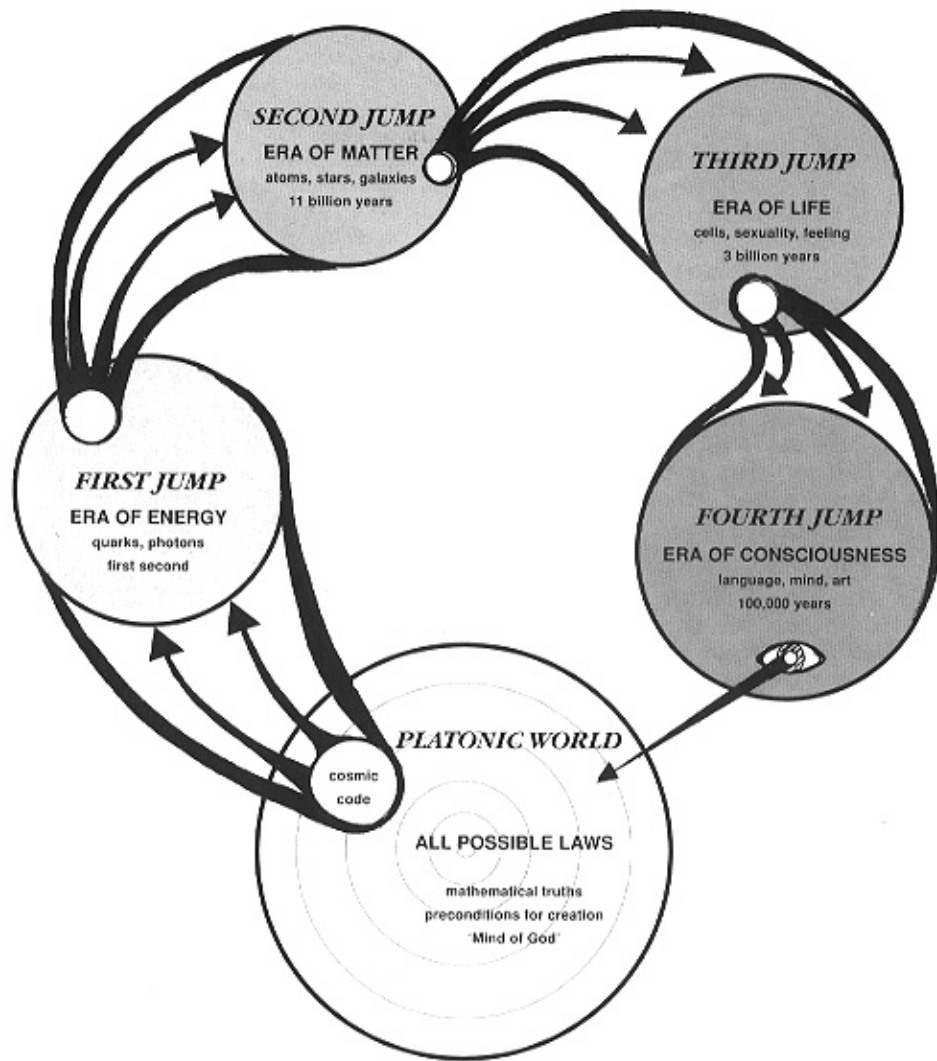 SECOND JUMP
ERA OF MATTER
atoms, stars, galaxies
11 billion years
THIRD JUMP
ERA OF LIFE
cells, sexuality, feeling
3 billion years
FIRST JUMP
ERA OF ENERGY
quarks, photons
first second
FOURTH JUMP
ERA OF CONSCIOUSNESS
language, mind, art
100,000 years
PLATONIC WORLD
cosmic
code
ALL POSSIBLE LAWS
mathematical truths
preconditions for creation
"Mind of God"